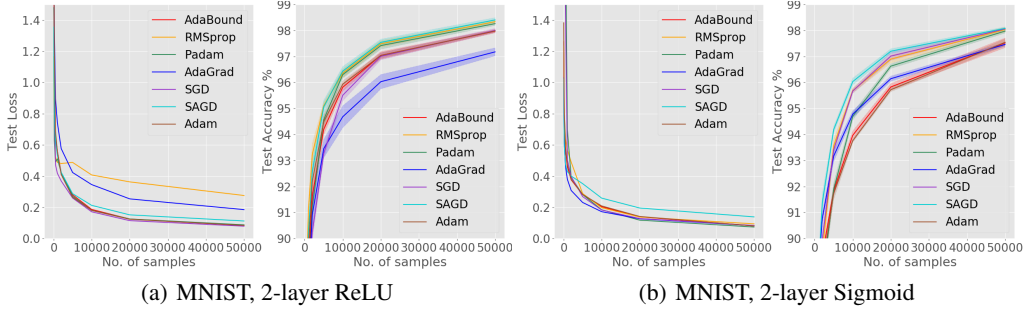 1.4
1.2
1.0
0.8
0.6
0.4
0.2
0.0
Test Loss
AdaBound
RMSprop
Padam
AdaGrad
SGD
SAGD
Adam
0 10000 20000 30000 40000 50000
No. of samples
99
98
97
96
95
94
93
92
91
90
Test Accuracy %
AdaBound
RMSprop
Padam
AdaGrad
SGD
SAGD
Adam
0 10000 20000 30000 40000 50000
No. of samples
(a) MNIST, 2-layer ReLU
1.4
1.2
1.0
0.8
0.6
0.4
0.2
0.0
Test Loss
AdaBound
RMSprop
Padam
AdaGrad
SGD
SAGD
Adam
0 10000 20000 30000 40000 50000
No. of samples
99
98
97
96
95
94
93
92
91
90
Test Accuracy %
AdaBound
RMSprop
Padam
AdaGrad
SGD
SAGD
Adam
0 10000 20000 30000 40000 50000
No. of samples
(b) MNIST, 2-layer Sigmoid